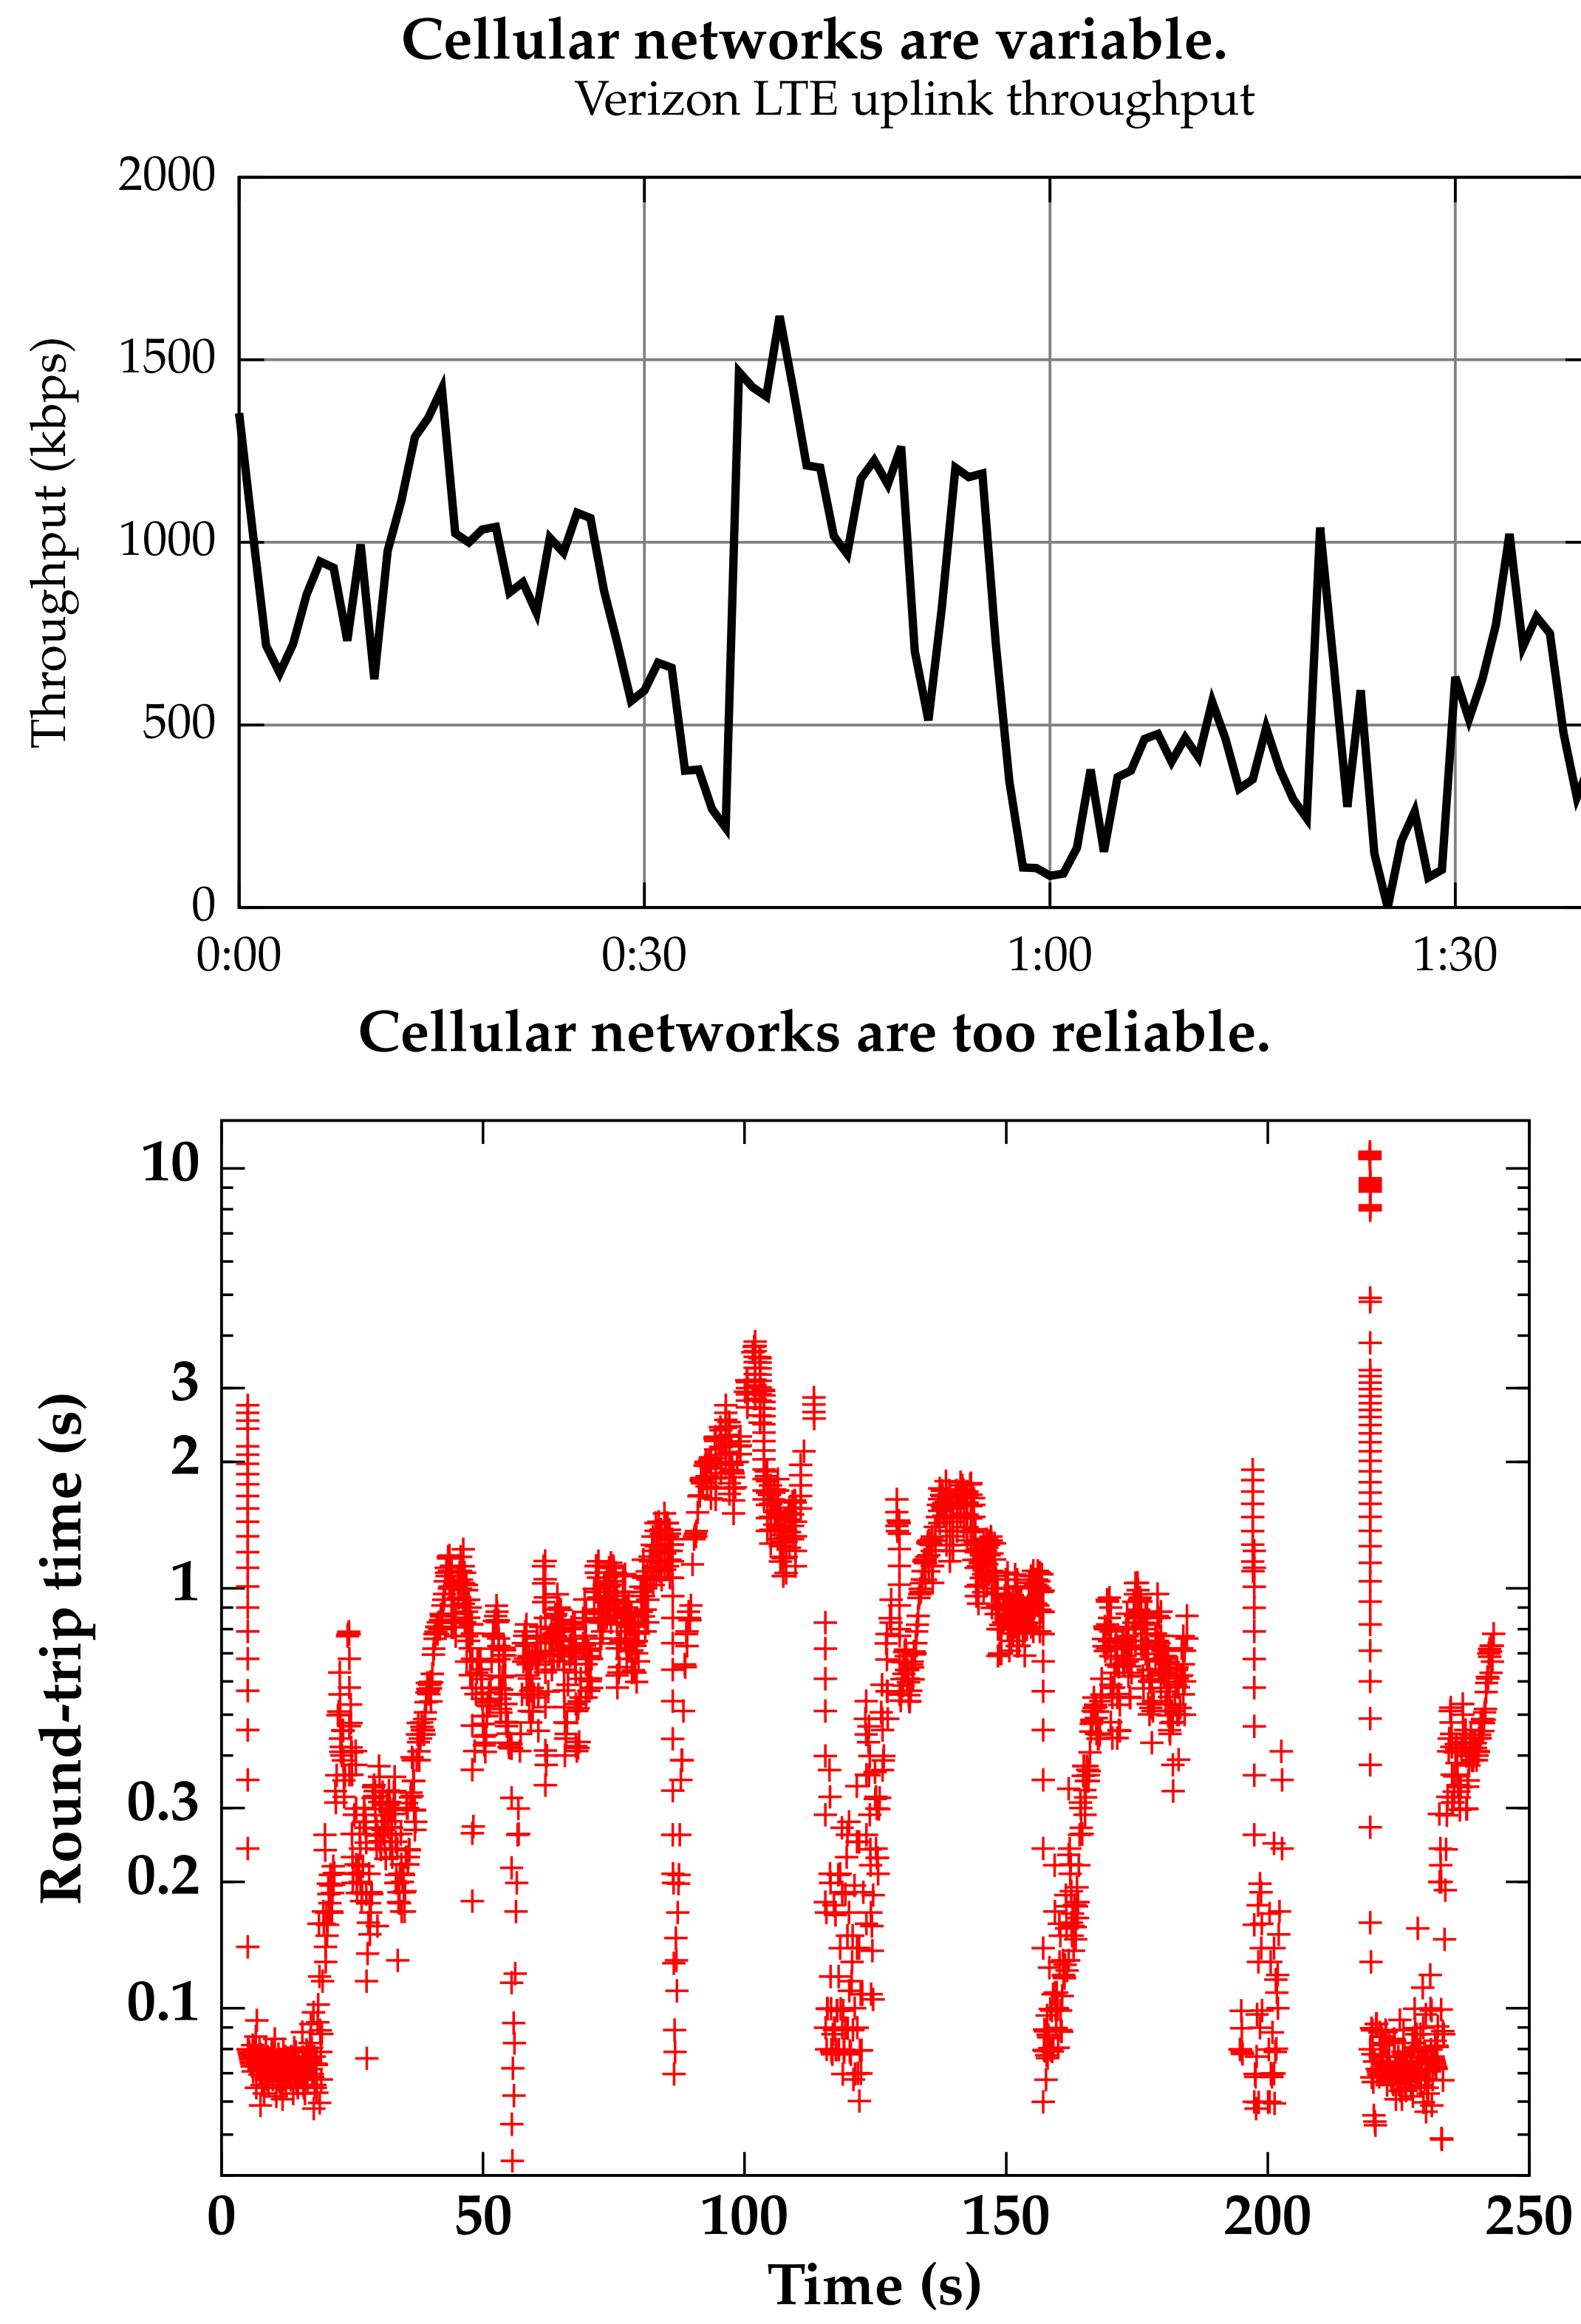 Cellular networks are variable.
Verizon LTE uplink throughput
2000
1500
1000
500
0
Throughput (kbps)
0:00 0:30 1:00 1:30
Cellular networks are too reliable.
10
3
2
1
0.3
0.2
0.1
Round-trip time (s)
0 50 100 150 200 250
Time (s)